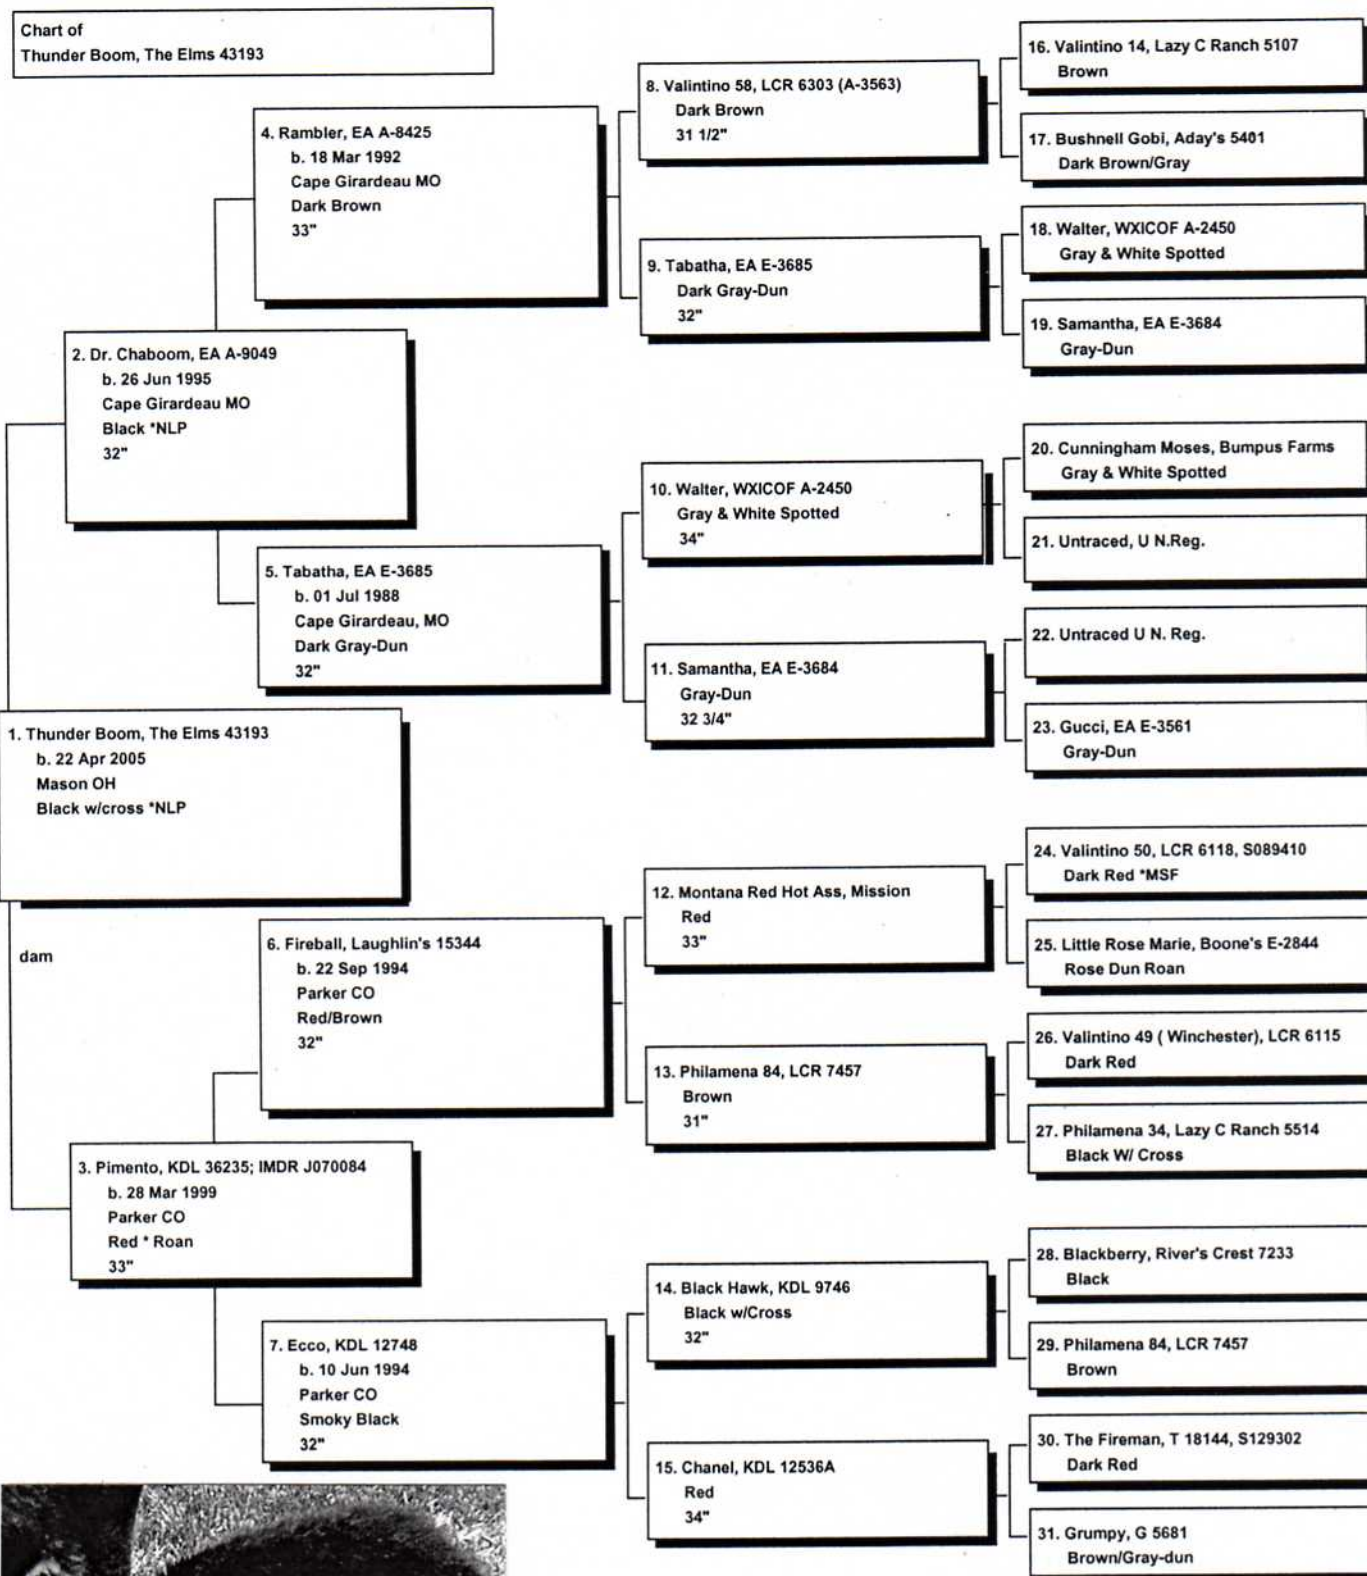 Chart of
Thunder Boom, The Elms 43193
1. Thunder Boom, The Elms 43193
b. 22 Apr 2005
Mason OH
Black w/cross *NLP
dam
2. Dr. Chaboom, EA A-9049
b. 26 Jun 1995
Cape Girardeau MO
Black *NLP
32"
3. Pimento, KDL 36235; IMDR J070084
b. 28 Mar 1999
Parker CO
Red * Roan
33"
4. Rambler, EA A-8425
b. 18 Mar 1992
Cape Girardeau MO
Dark Brown
33"
5. Tabatha, EA E-3685
b. 01 Jul 1988
Cape Girardeau, MO
Dark Gray-Dun
32"
6. Fireball, Laughlin's 15344
b. 22 Sep 1994
Parker CO
Red/Brown
32"
7. Ecco, KDL 12748
b. 10 Jun 1994
Parker CO
Smoky Black
32"
8. Valintino 58, LCR 6303 (A-3563)
Dark Brown
31 1/2"
9. Tabatha, EA E-3685
Dark Gray-Dun
32"
10. Walter, WXICOF A-2450
Gray & White Spotted
34"
11. Samantha, EA E-3684
Gray-Dun
32 3/4"
12. Montana Red Hot Ass, Mission
Red
33"
13. Philamena 84, LCR 7457
Brown
31"
14. Black Hawk, KDL 9746
Black w/Cross
32"
15. Chanel, KDL 12536A
Red
34"
16. Valintino 14, Lazy C Ranch 5107
Brown
17. Bushnell Gobi, Aday's 5401
Dark Brown/Gray
18. Walter, WXICOF A-2450
Gray & White Spotted
19. Samantha, EA E-3684
Gray-Dun
20. Cunningham Moses, Bumpus Farms
Gray & White Spotted
21. Untraced, U N.Reg.
22. Untraced U N. Reg.
23. Gucci, EA E-3561
Gray-Dun
24. Valintino 50, LCR 6118, S089410
Dark Red *MSF
25. Little Rose Marie, Boone's E-2844
Rose Dun Roan
26. Valintino 49 ( Winchester), LCR 6115
Dark Red
27. Philamena 34, Lazy C Ranch 5514
Black W/ Cross
28. Blackberry, River's Crest 7233
Black
29. Philamena 84, LCR 7457
Brown
30. The Fireman, T 18144, S129302
Dark Red
31. Grumpy, G 5681
Brown/Gray-dun